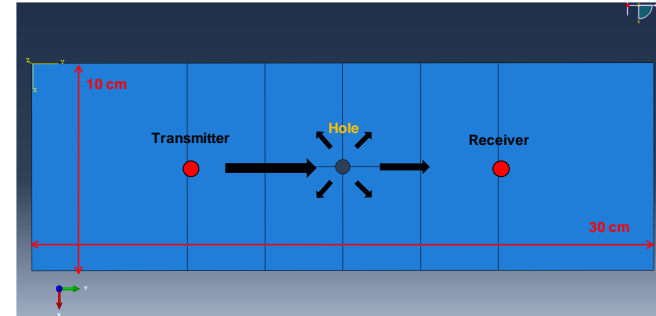 Y
X
10 cm
Hole
Transmitter
Receiver
30 cm
Y
X